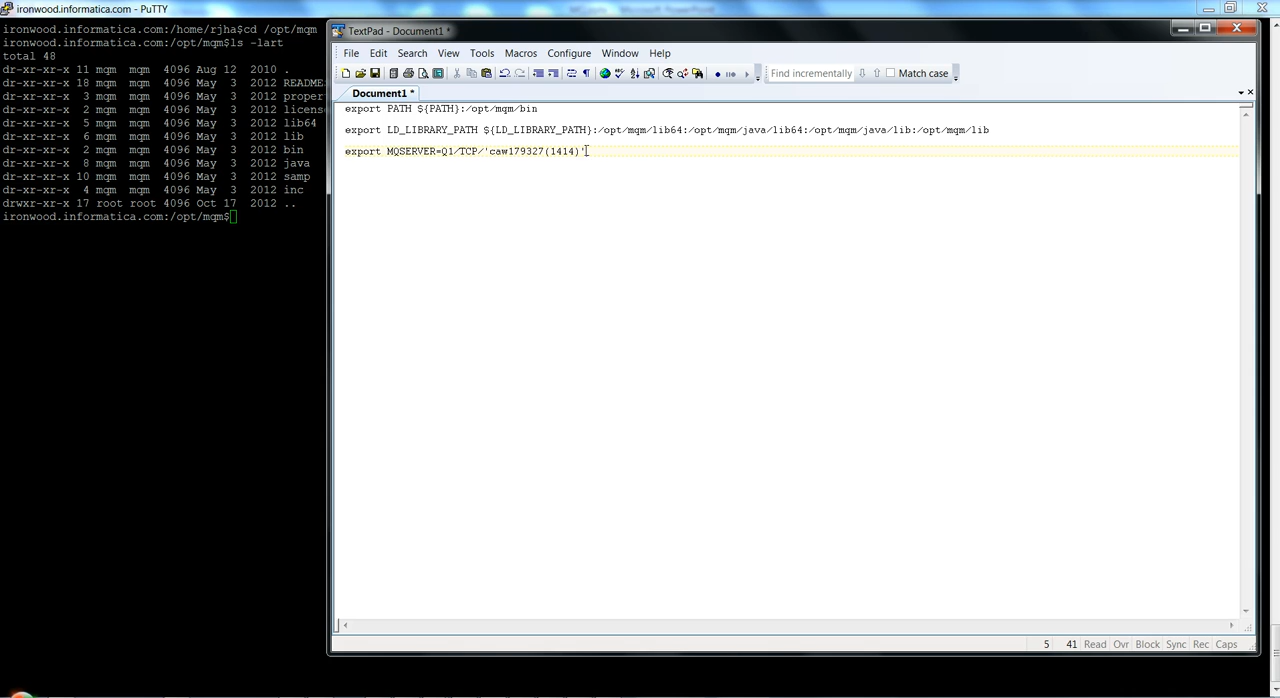 ironwood.informatica.com - PuTTY
ironwood.informatica.com:/home/rjha$cd /opt/mqm
ironwood.informatica.com:/opt/mqm$ls -lart
total 48
dr-xr-xr-x 11 mqm mqm 4096 Aug 12 2010 .
dr-xr-xr-x 18 mqm mqm 4096 May 3 2012 README
dr-xr-xr-x 3 mqm mqm 4096 May 3 2012 proper
dr-xr-xr-x 2 mqm mqm 4096 May 3 2012 license
dr-xr-xr-x 5 mqm mqm 4096 May 3 2012 lib64
dr-xr-xr-x 6 mqm mqm 4096 May 3 2012 lib
dr-xr-xr-x 2 mqm mqm 4096 May 3 2012 bin
dr-xr-xr-x 8 mqm mqm 4096 May 3 2012 java
dr-xr-xr-x 10 mqm mqm 4096 May 3 2012 samp
dr-xr-xr-x 4 mqm mqm 4096 May 3 2012 inc
drwxr-xr-x 17 root root 4096 Oct 17 2012 ..
ironwood.informatica.com:/opt/mqm$
TextPad - Document1 *
File Edit Search View Tools Macros Configure Window Help
Find incrementally Match case
Document1 *
export PATH ${PATH}:/opt/mqm/bin
export LD_LIBRARY_PATH ${LD_LIBRARY_PATH}:/opt/mqm/lib64:/opt/mqm/java/lib64:/opt/mqm/java/lib:/opt/mqm/lib
export MQSERVER=Q1/TCP/'caw179327(1414)'
5 41 Read Ovr Block Sync Rec Caps